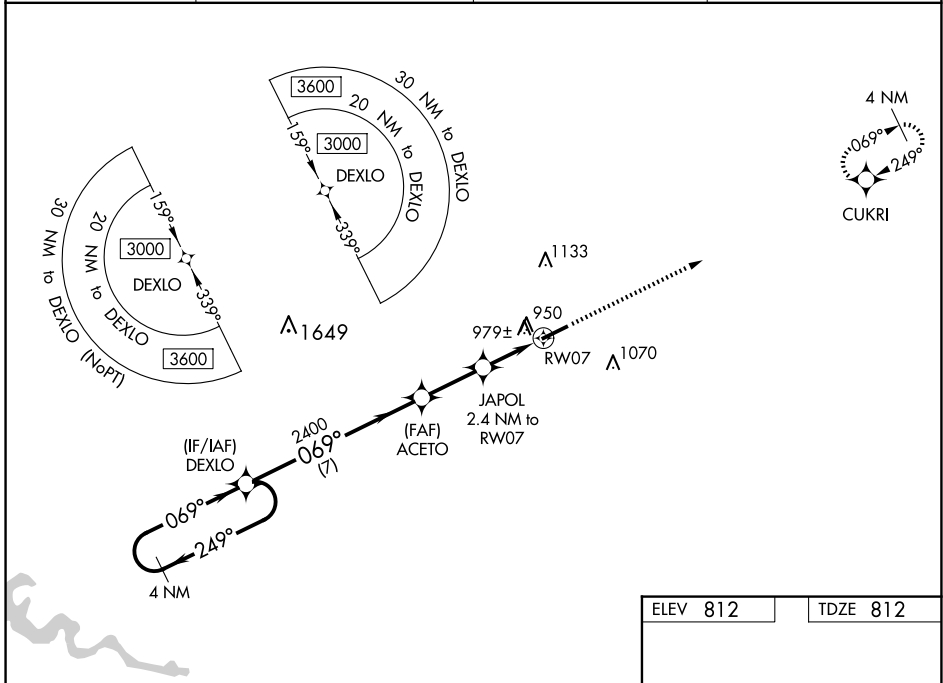 3600
30 NM to DEXLO
20 NM to DEXLO
159°
3000
DEXLO
339°
4 NM
069°
249°
CUKRI
159°
30 NM to DEXLO (NoPT)
20 NM to DEXLO
3000
DEXLO
339°
3600
1133
1649
950
979±
RW07
1070
JAPOL
2.4 NM to
RW07
(FAF)
ACETO
2400
069°
(7)
(IF/IAF)
DEXLO
069°
249°
4 NM
ELEV 812
TDZE 812